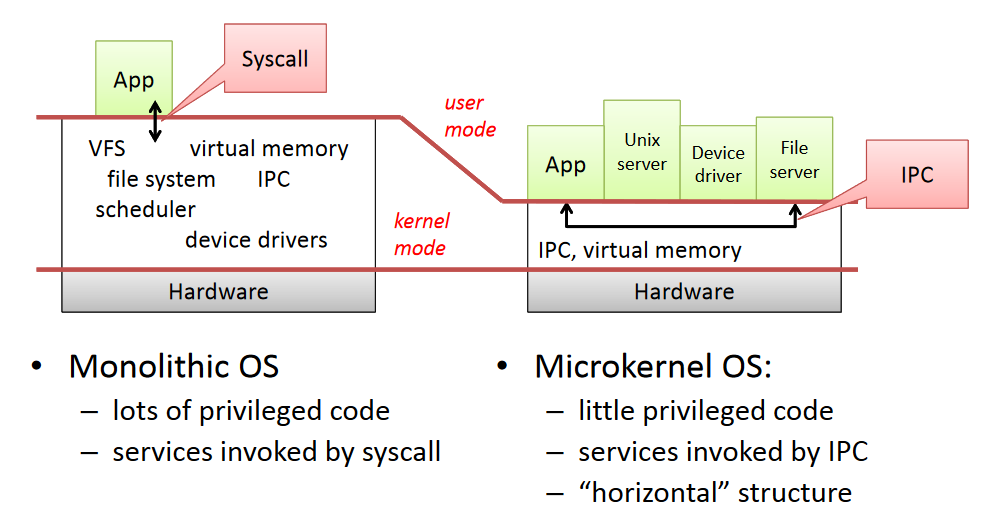 App
Syscall
VFS virtual memory
file system IPC
scheduler
device drivers
Hardware
user
mode
kernel
mode
App
Unix
server
Device
driver
File
server
IPC
IPC, virtual memory
Hardware
• Monolithic OS
– lots of privileged code
– services invoked by syscall
• Microkernel OS:
– little privileged code
– services invoked by IPC
– “horizontal” structure